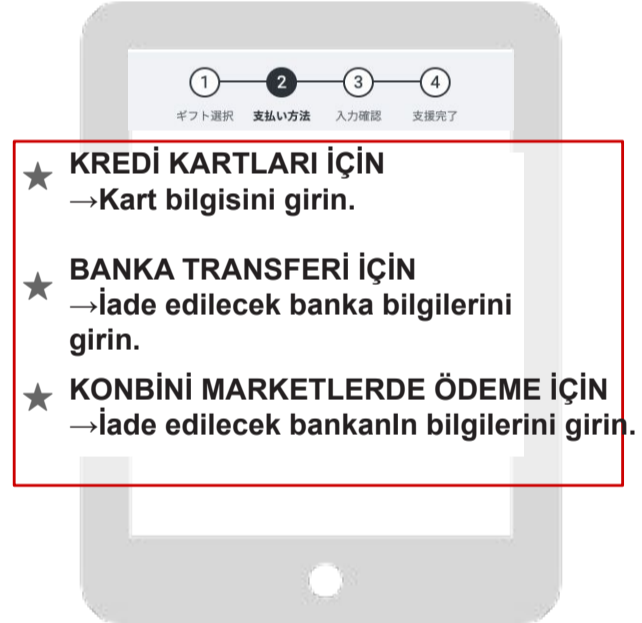 1 2 3 4
ギフト選択 支払い方法 入力確認 支援完了
★ KREDİ KARTLARI İÇİN
→Kart bilgisini girin.
★ BANKA TRANSFERİ İÇİN
→İade edilecek banka bilgilerini
girin.
★ KONBİNİ MARKETLERDE ÖDEME İÇİN
→İade edilecek bankanIn bilgilerini girin.